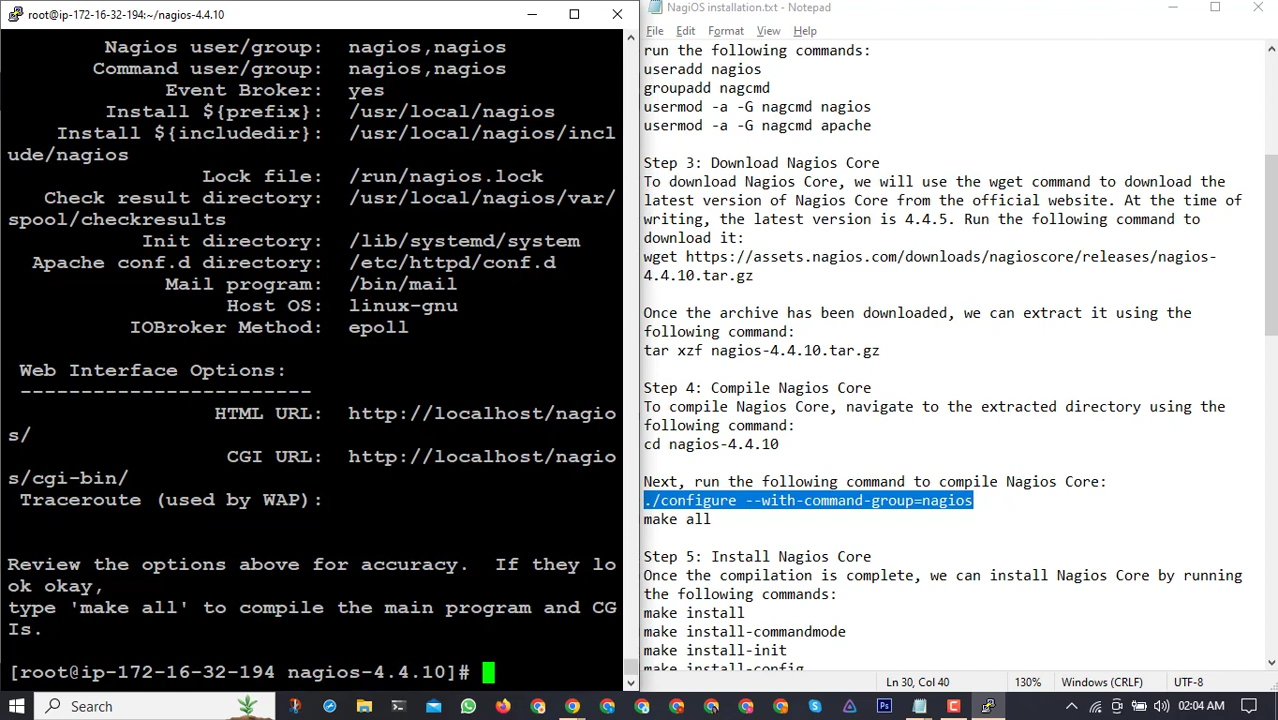 root@ip-172-16-32-194:~/nagios-4.4.10
Nagios user/group: nagios,nagios
Command user/group: nagios,nagios
Event Broker: yes
Install ${prefix}: /usr/local/nagios
Install ${includedir}: /usr/local/nagios/incl
ude/nagios
Lock file: /run/nagios.lock
Check result directory: /usr/local/nagios/var/
spool/checkresults
Init directory: /lib/systemd/system
Apache conf.d directory: /etc/httpd/conf.d
Mail program: /bin/mail
Host OS: linux-gnu
IOBroker Method: epoll
Web Interface Options:
------------------------
HTML URL: http://localhost/nagio
s/
CGI URL: http://localhost/nagio
s/cgi-bin/
Traceroute (used by WAP):
Review the options above for accuracy. If they lo
ok okay,
type 'make all' to compile the main program and CG
Is.
[root@ip-172-16-32-194 nagios-4.4.10]#
NagiOS installation.txt - Notepad
File Edit Format View Help
run the following commands:
useradd nagios
groupadd nagcmd
usermod -a -G nagcmd nagios
usermod -a -G nagcmd apache
Step 3: Download Nagios Core
To download Nagios Core, we will use the wget command to download the
latest version of Nagios Core from the official website. At the time of
writing, the latest version is 4.4.5. Run the following command to
download it:
wget https://assets.nagios.com/downloads/nagioscore/releases/nagios-
4.4.10.tar.gz
Once the archive has been downloaded, we can extract it using the
following command:
tar xzf nagios-4.4.10.tar.gz
Step 4: Compile Nagios Core
To compile Nagios Core, navigate to the extracted directory using the
following command:
cd nagios-4.4.10
Next, run the following command to compile Nagios Core:
./configure --with-command-group=nagios
make all
Step 5: Install Nagios Core
Once the compilation is complete, we can install Nagios Core by running
the following commands:
make install
make install-commandmode
make install-init
make install-config
Ln 30, Col 40 130% Windows (CRLF) UTF-8
Search
Ps
02:04 AM